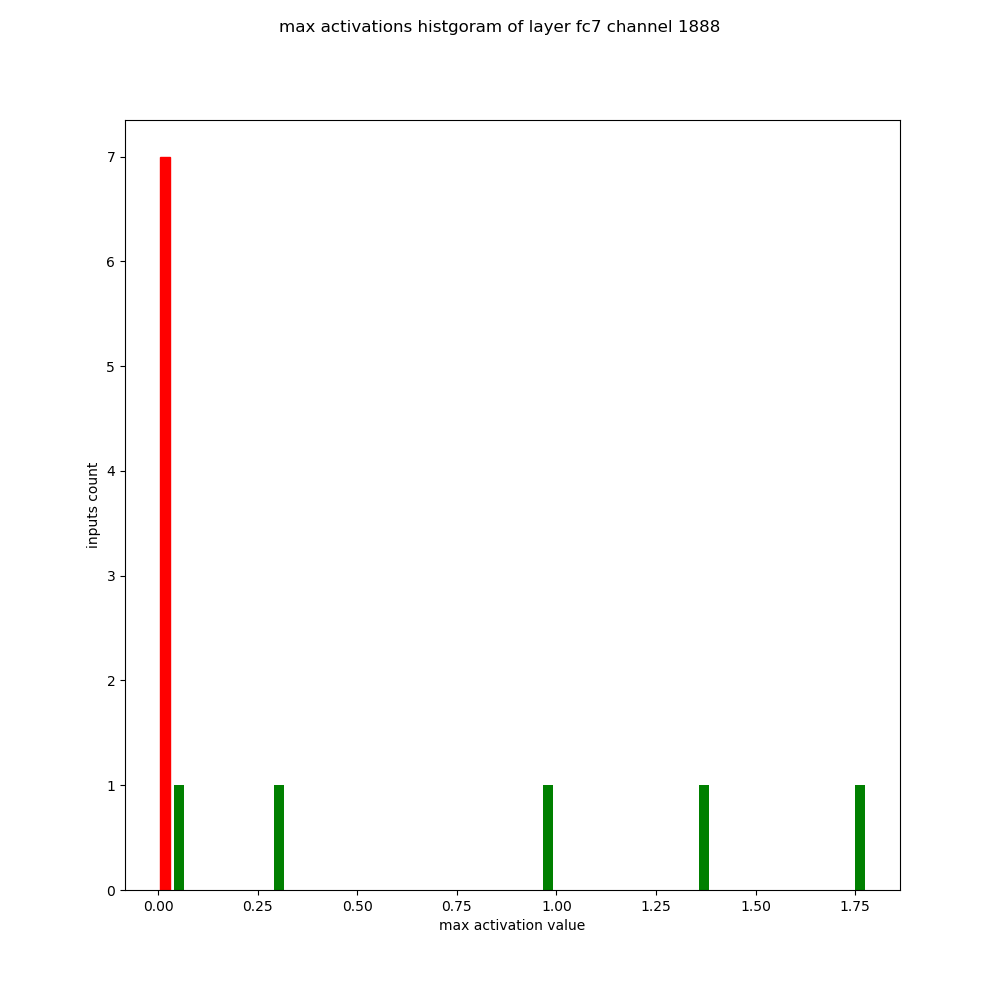 max activations histgoram of layer fc7 channel 1888
7
6
5
4
3
2
1
0
inputs count
0.00 0.25 0.50 0.75 1.00 1.25 1.50 1.75
max activation value